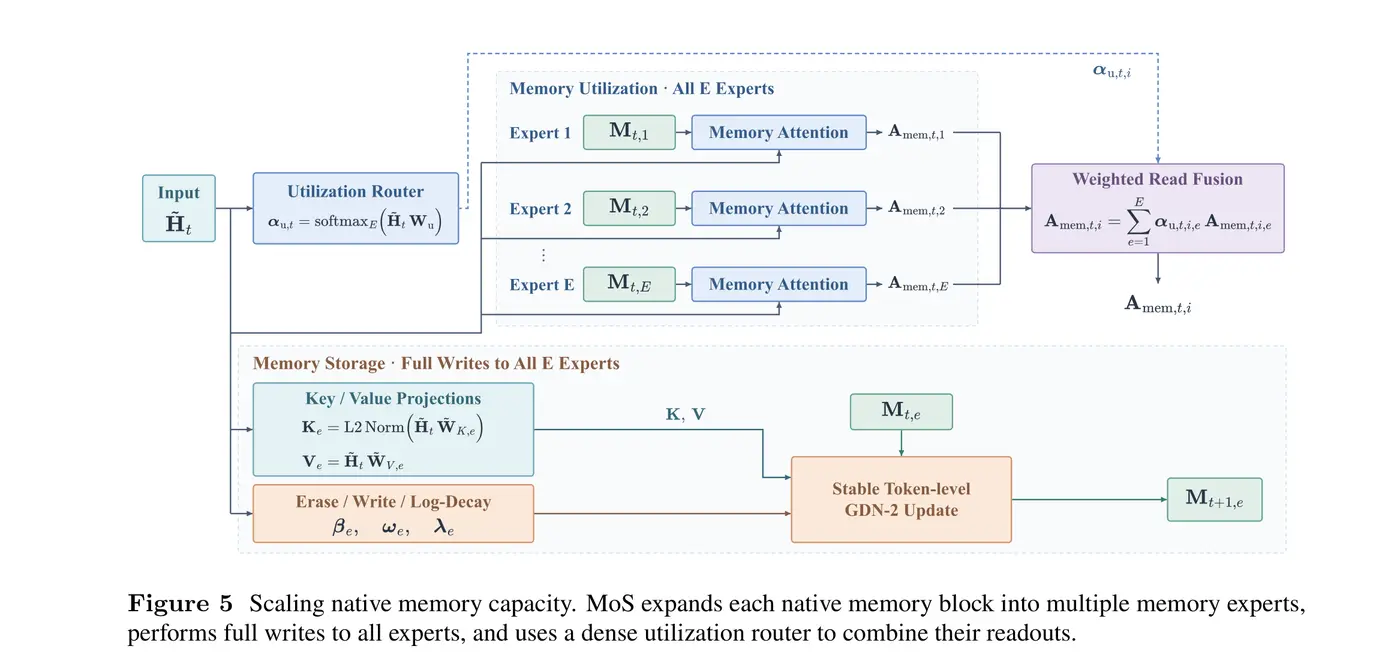 α_{u,t,i}
Memory Utilization · All E Experts
Expert 1 M_{t,1} Memory Attention A_{mem,t,1}
Input
H̃_t
Utilization Router
α_{u,t} = softmax_E(H̃_t W_u)
Expert 2 M_{t,2} Memory Attention A_{mem,t,2}
⋮
Expert E M_{t,E} Memory Attention A_{mem,t,E}
Weighted Read Fusion
A_{mem,t,i} = ∑_{e=1}^{E} α_{u,t,i,e} A_{mem,t,i,e}
A_{mem,t,i}
Memory Storage · Full Writes to All E Experts
Key / Value Projections
K_e = L2 Norm(H̃_t W̃_{K,e})
V_e = H̃_t W̃_{V,e}
K, V
Erase / Write / Log-Decay
β_e, ω_e, λ_e
M_{t,e}
Stable Token-level
GDN-2 Update
M_{t+1,e}
Figure 5 Scaling native memory capacity. MoS expands each native memory block into multiple memory experts,
performs full writes to all experts, and uses a dense utilization router to combine their readouts.